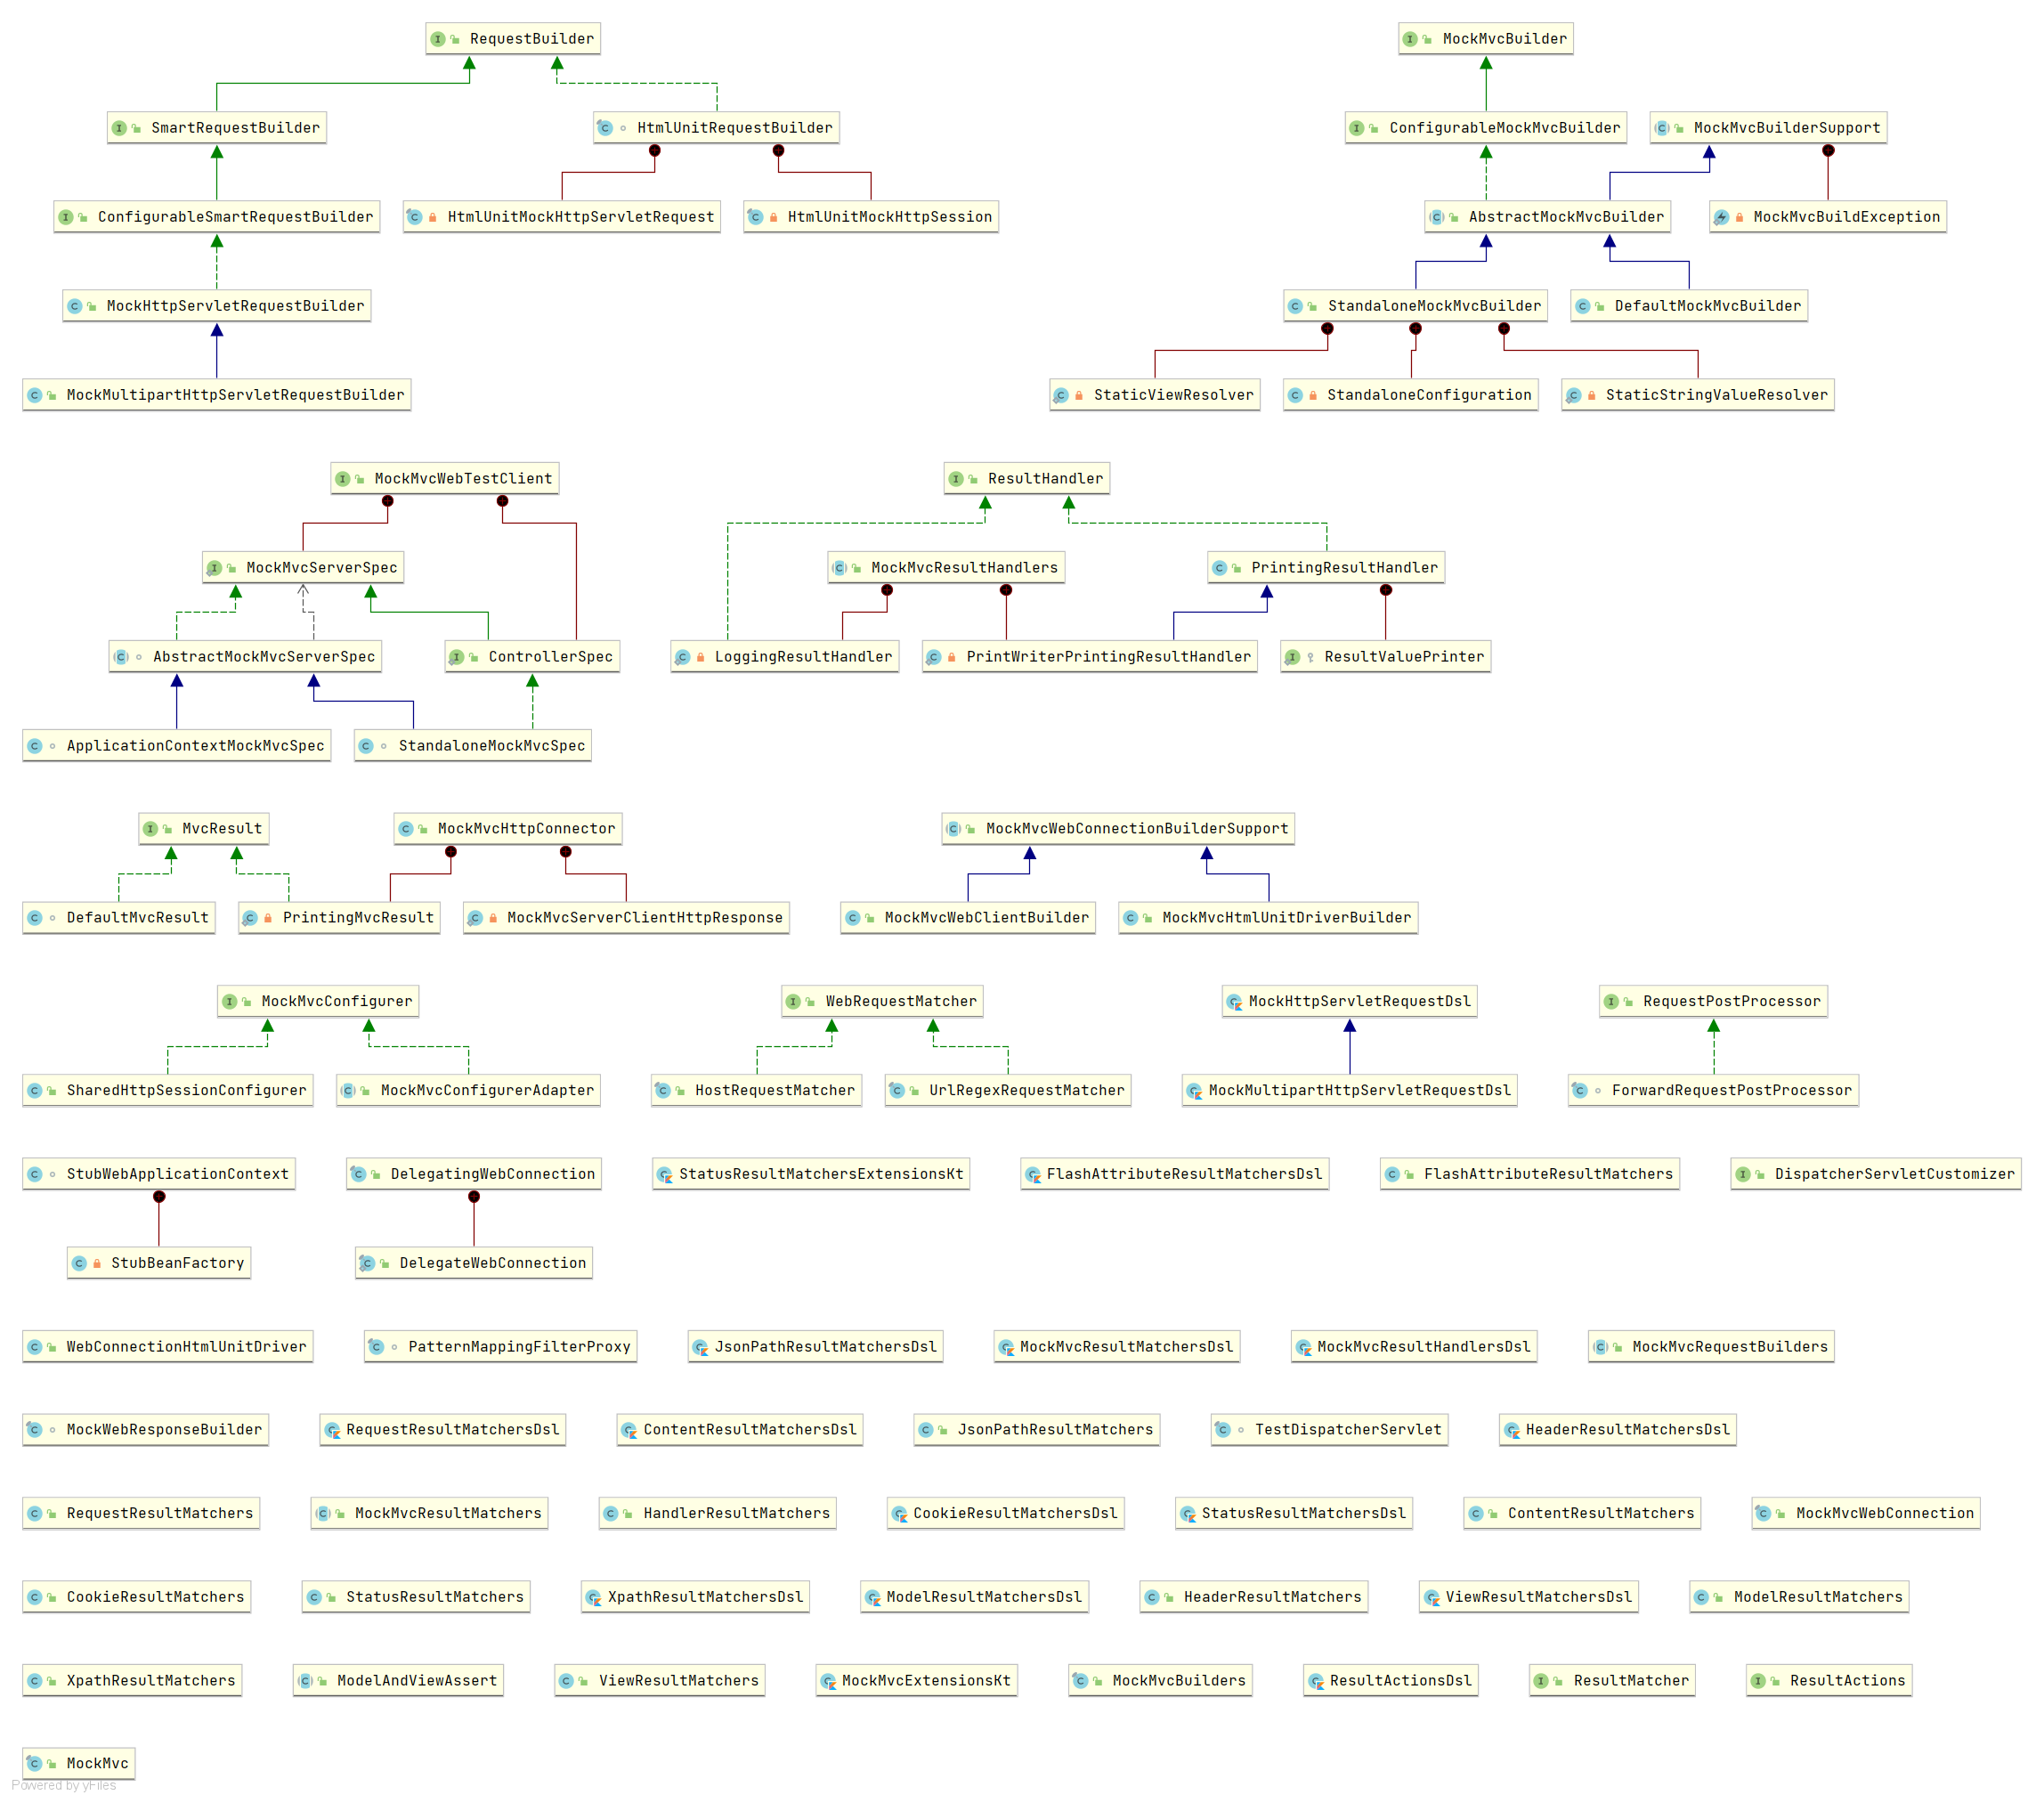 RequestBuilder
MockMvcBuilder
SmartRequestBuilder
HtmlUnitRequestBuilder
ConfigurableMockMvcBuilder
MockMvcBuilderSupport
ConfigurableSmartRequestBuilder
HtmlUnitMockHttpServletRequest
HtmlUnitMockHttpSession
AbstractMockMvcBuilder
MockMvcBuildException
MockHttpServletRequestBuilder
StandaloneMockMvcBuilder
DefaultMockMvcBuilder
MockMultipartHttpServletRequestBuilder
StaticViewResolver
StandaloneConfiguration
StaticStringValueResolver
MockMvcWebTestClient
ResultHandler
MockMvcServerSpec
MockMvcResultHandlers
PrintingResultHandler
AbstractMockMvcServerSpec
ControllerSpec
LoggingResultHandler
PrintWriterPrintingResultHandler
ResultValuePrinter
ApplicationContextMockMvcSpec
StandaloneMockMvcSpec
MvcResult
MockMvcHttpConnector
MockMvcWebConnectionBuilderSupport
DefaultMvcResult
PrintingMvcResult
MockMvcServerClientHttpResponse
MockMvcWebClientBuilder
MockMvcHtmlUnitDriverBuilder
MockMvcConfigurer
WebRequestMatcher
MockHttpServletRequestDsl
RequestPostProcessor
SharedHttpSessionConfigurer
MockMvcConfigurerAdapter
HostRequestMatcher
UrlRegexRequestMatcher
MockMultipartHttpServletRequestDsl
ForwardRequestPostProcessor
StubWebApplicationContext
DelegatingWebConnection
StatusResultMatchersExtensionsKt
FlashAttributeResultMatchersDsl
FlashAttributeResultMatchers
DispatcherServletCustomizer
StubBeanFactory
DelegateWebConnection
WebConnectionHtmlUnitDriver
PatternMappingFilterProxy
JsonPathResultMatchersDsl
MockMvcResultMatchersDsl
MockMvcResultHandlersDsl
MockMvcRequestBuilders
MockWebResponseBuilder
RequestResultMatchersDsl
ContentResultMatchersDsl
JsonPathResultMatchers
TestDispatcherServlet
HeaderResultMatchersDsl
RequestResultMatchers
MockMvcResultMatchers
HandlerResultMatchers
CookieResultMatchersDsl
StatusResultMatchersDsl
ContentResultMatchers
MockMvcWebConnection
CookieResultMatchers
StatusResultMatchers
XpathResultMatchersDsl
ModelResultMatchersDsl
HeaderResultMatchers
ViewResultMatchersDsl
ModelResultMatchers
XpathResultMatchers
ModelAndViewAssert
ViewResultMatchers
MockMvcExtensionsKt
MockMvcBuilders
ResultActionsDsl
ResultMatcher
ResultActions
MockMvc
Powered by yFiles